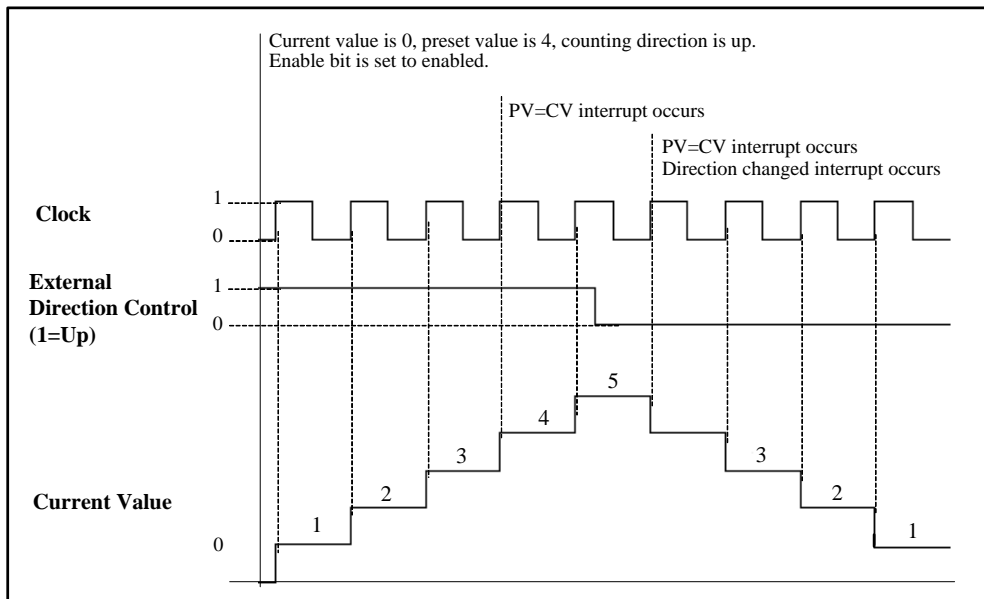 Current value is 0, preset value is 4, counting direction is up.
Enable bit is set to enabled.
PV=CV interrupt occurs
PV=CV interrupt occurs
Direction changed interrupt occurs
Clock
1
0
External
Direction Control
(1=Up)
1
0
5
4
3
3
2
2
1
1
Current Value
0